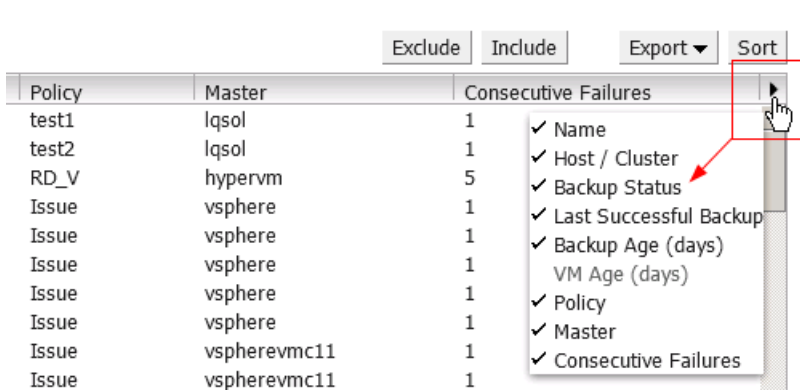 Exclude Include Export Sort
Policy Master Consecutive Failures
test1 lqsol 1
test2 lqsol 1
RD_V hypervm 5
Issue vsphere 1
Issue vsphere 1
Issue vsphere 1
Issue vsphere 1
Issue vsphere 1
Issue vspherevmc11 1
Issue vspherevmc11 1
Name
Host / Cluster
Backup Status
Last Successful Backup
Backup Age (days)
VM Age (days)
Policy
Master
Consecutive Failures